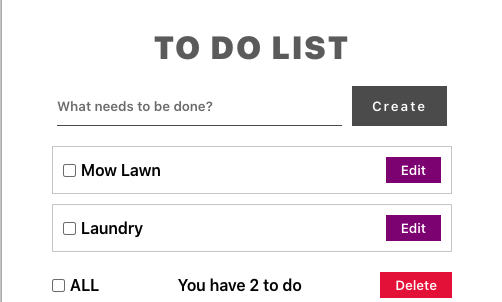 TO DO LIST
What needs to be done? Create
Mow Lawn Edit
Laundry Edit
ALL You have 2 to do Delete